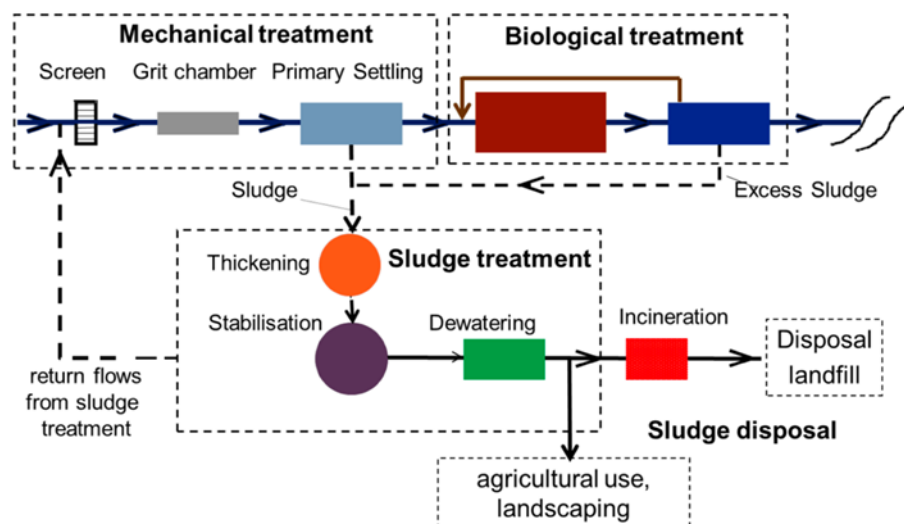 Mechanical treatment
Biological treatment
Screen
Grit chamber
Primary Settling
Sludge
Excess Sludge
Thickening
Sludge treatment
Stabilisation
Dewatering
Incineration
Disposal
landfill
return flows
from sludge
treatment
Sludge disposal
agricultural use,
landscaping